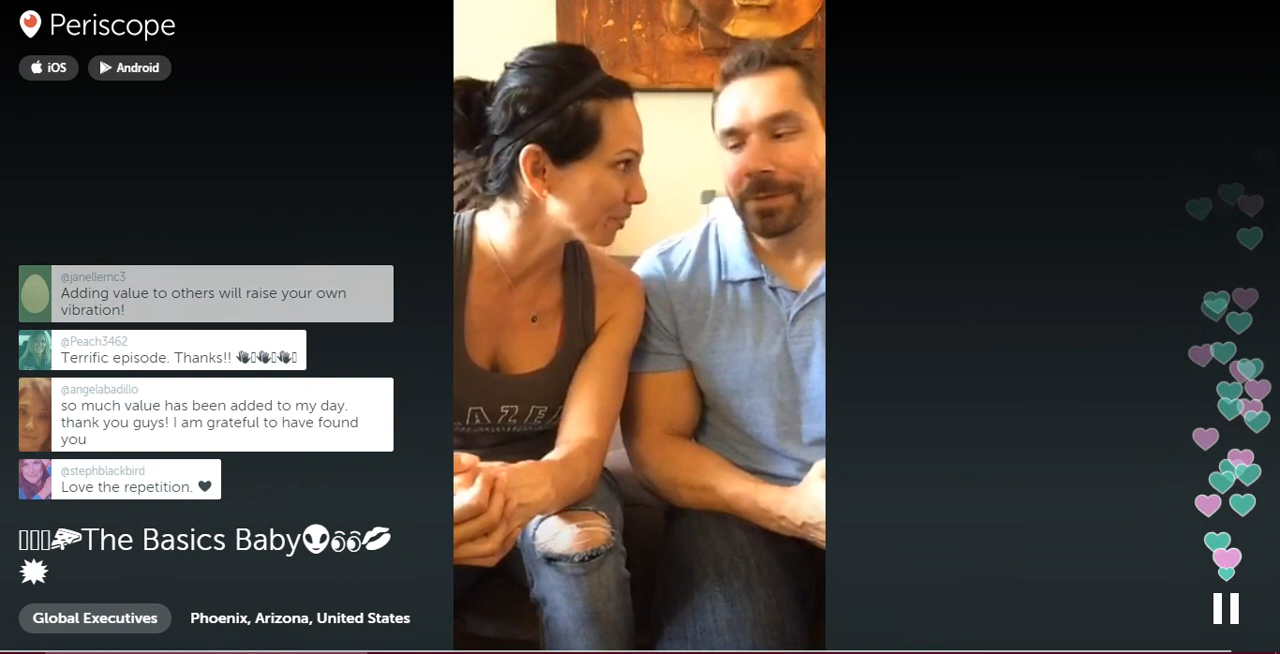 Periscope
iOS
Android
@janellemc3
Adding value to others will raise your own
vibration!
@Peach3462
Terrific episode. Thanks!!
@angelabadillo
so much value has been added to my day.
thank you guys! I am grateful to have found
you
@stephblackbird
Love the repetition. 🖤
The Basics Baby👽👀💋
Global Executives
Phoenix, Arizona, United States